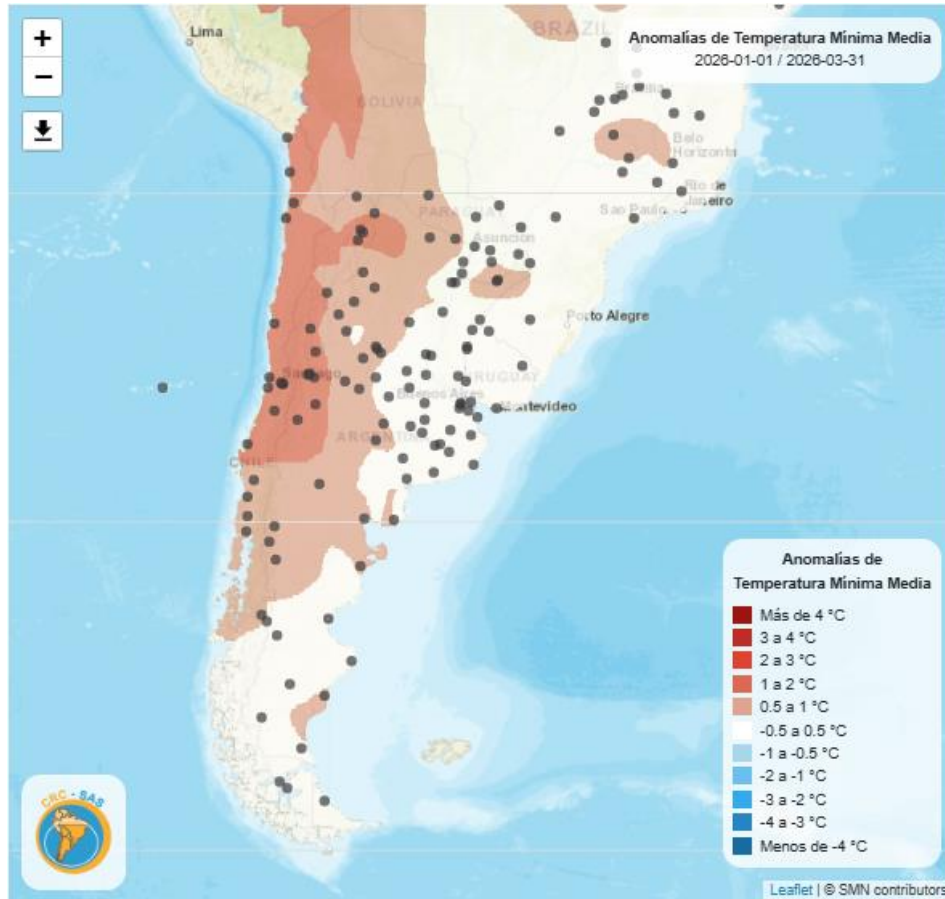 +
−
Lima
BRAZIL
Anomalías de Temperatura Mínima Media
2026-01-01 / 2026-03-31
Brasilia
BOLIVIA
Belo
Horizonte
Rio de
Janeiro
PARAGUAY
Sao Paulo
Asuncion
Porto Alegre
Santiago
URUGUAY
Buenos Aires
Montevideo
ARGENTINA
CHILE
Anomalías de
Temperatura Mínima Media
Más de 4 °C
3 a 4 °C
2 a 3 °C
1 a 2 °C
0.5 a 1 °C
-0.5 a 0.5 °C
-1 a -0.5 °C
-2 a -1 °C
-3 a -2 °C
-4 a -3 °C
Menos de -4 °C
CRC - SAS
Leaflet | © SMN contributors